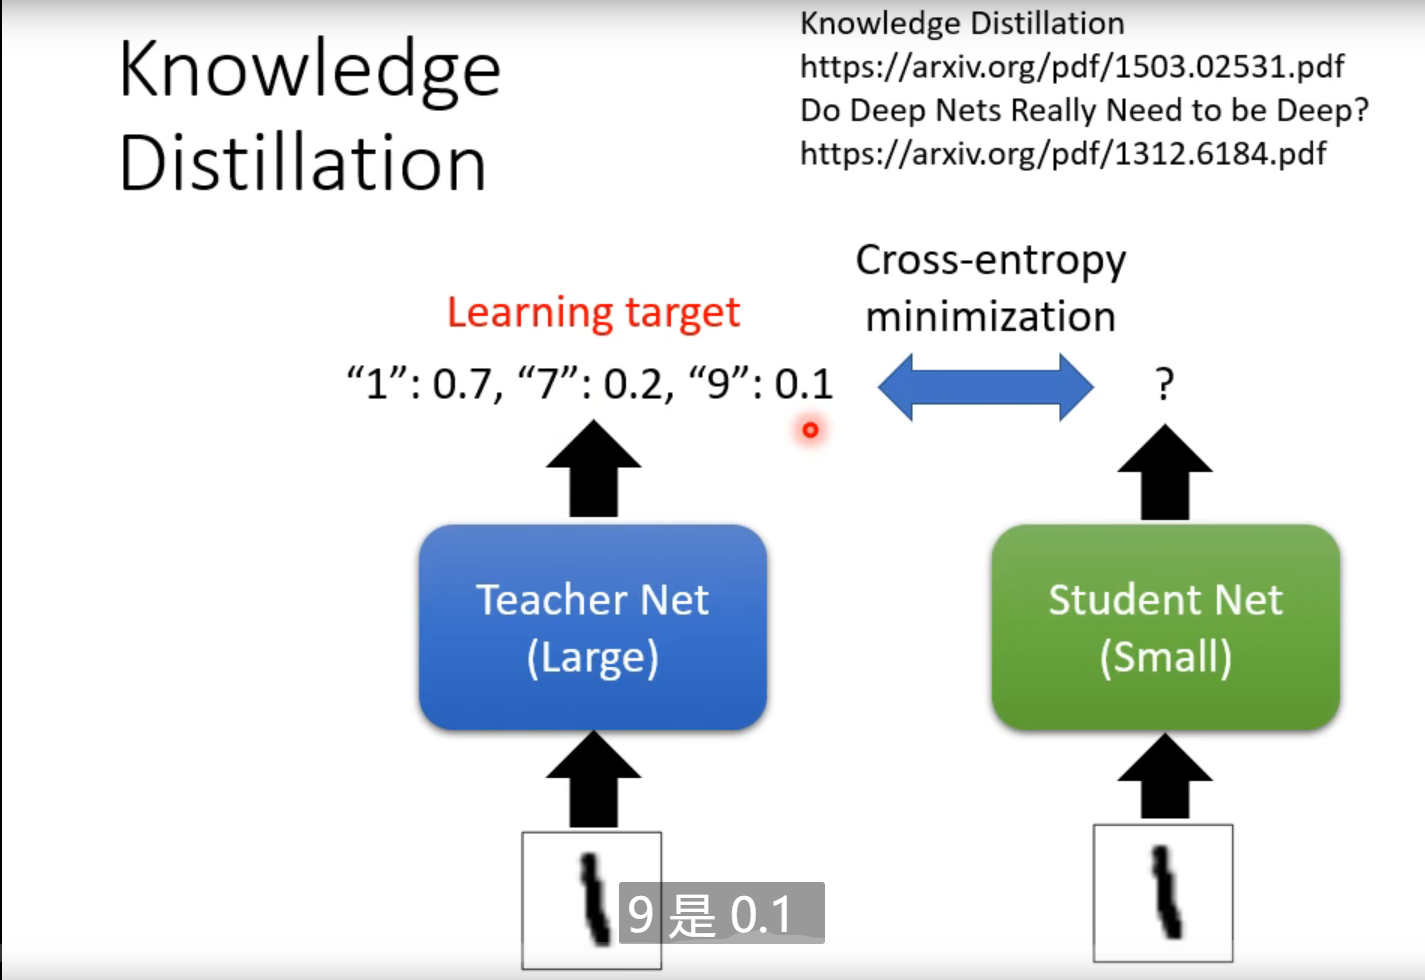 Knowledge
Distillation
Knowledge Distillation
https://arxiv.org/pdf/1503.02531.pdf
Do Deep Nets Really Need to be Deep?
https://arxiv.org/pdf/1312.6184.pdf
Cross-entropy
minimization
Learning target
“1”: 0.7, “7”: 0.2, “9”: 0.1
?
Teacher Net
(Large)
Student Net
(Small)
9 是 0.1